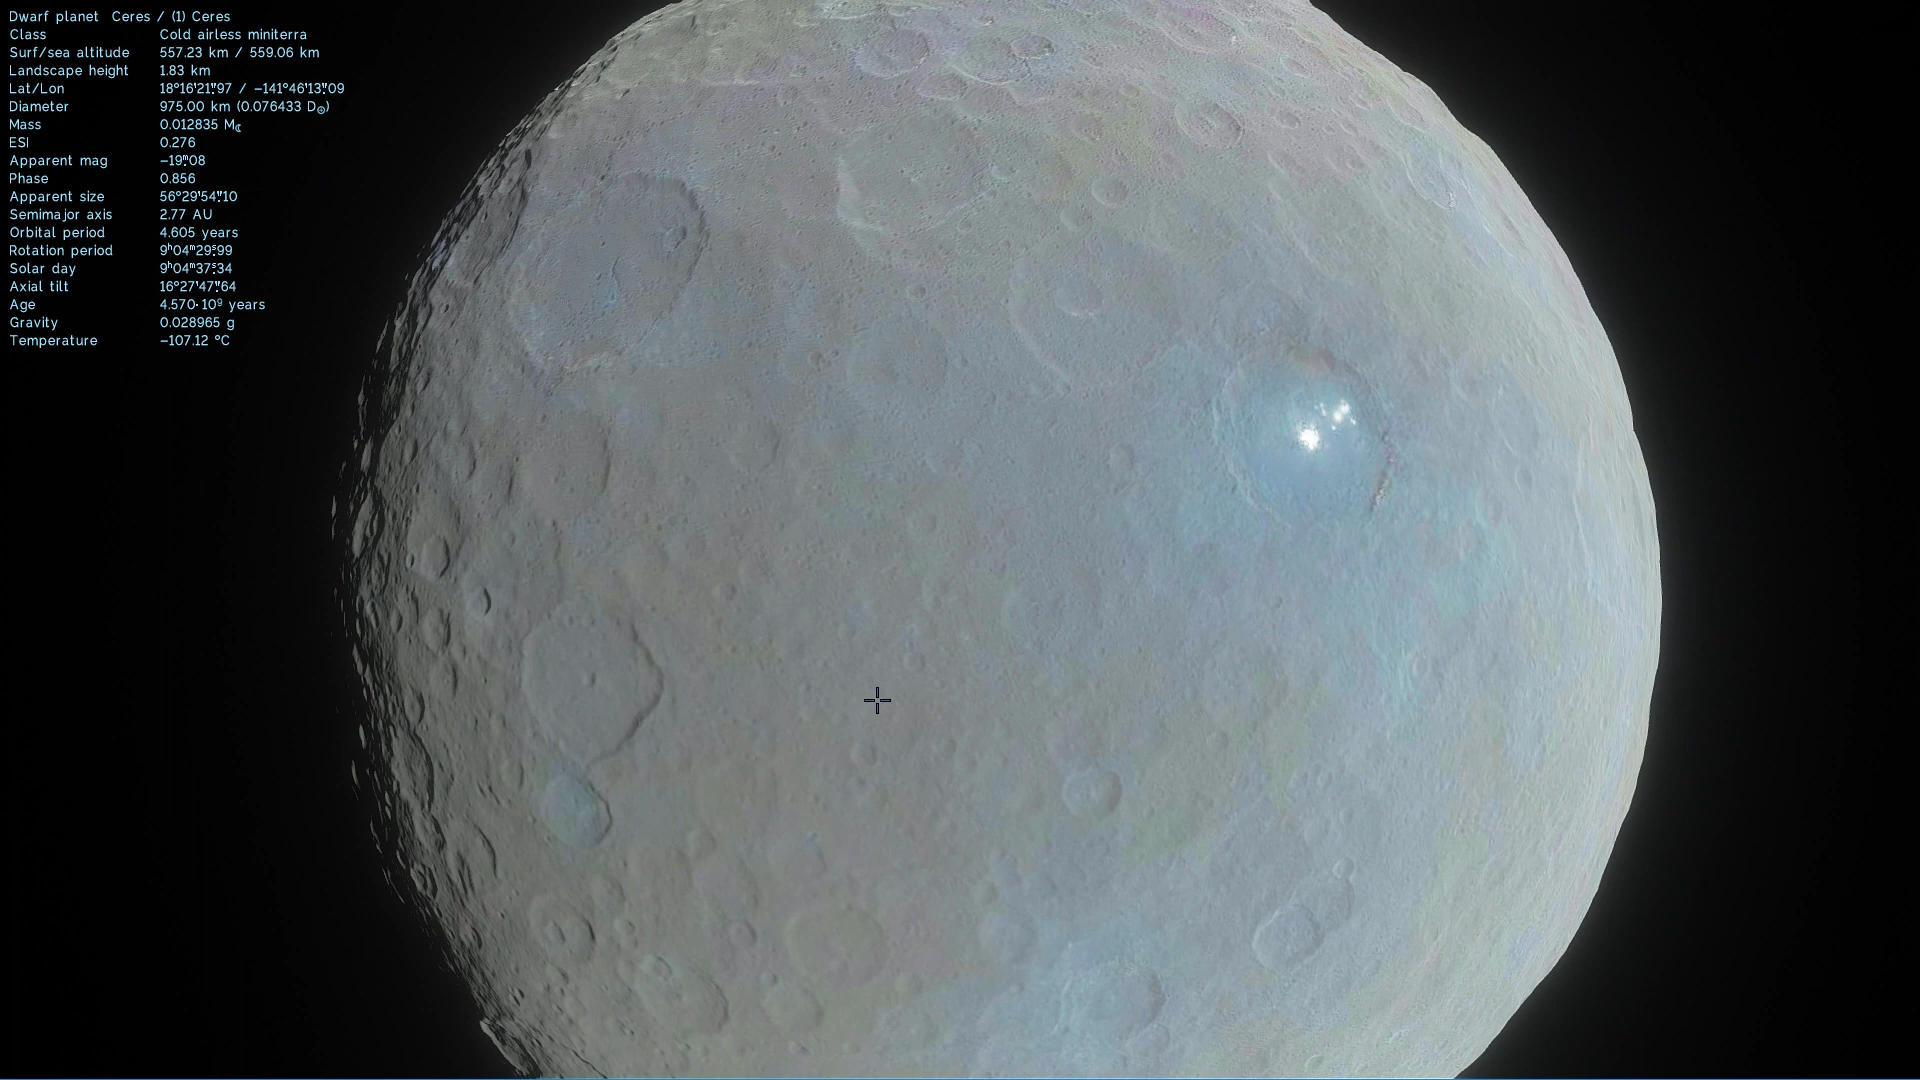 Dwarf planet Ceres / (1) Ceres
Class Cold airless miniterra
Surf/sea altitude 557.23 km / 559.06 km
Landscape height 1.83 km
Lat/Lon 18°16'21".97 / −141°46'13".09
Diameter 975.00 km (0.076433 D⊕)
Mass 0.012835 M☾
ESI 0.276
Apparent mag −19ᵐ.08
Phase 0.856
Apparent size 56°29'54".10
Semimajor axis 2.77 AU
Orbital period 4.605 years
Rotation period 9ʰ04ᵐ29ˢ.99
Solar day 9ʰ04ᵐ37ˢ.34
Axial tilt 16°27'47".64
Age 4.570·10⁹ years
Gravity 0.028965 g
Temperature −107.12 °C